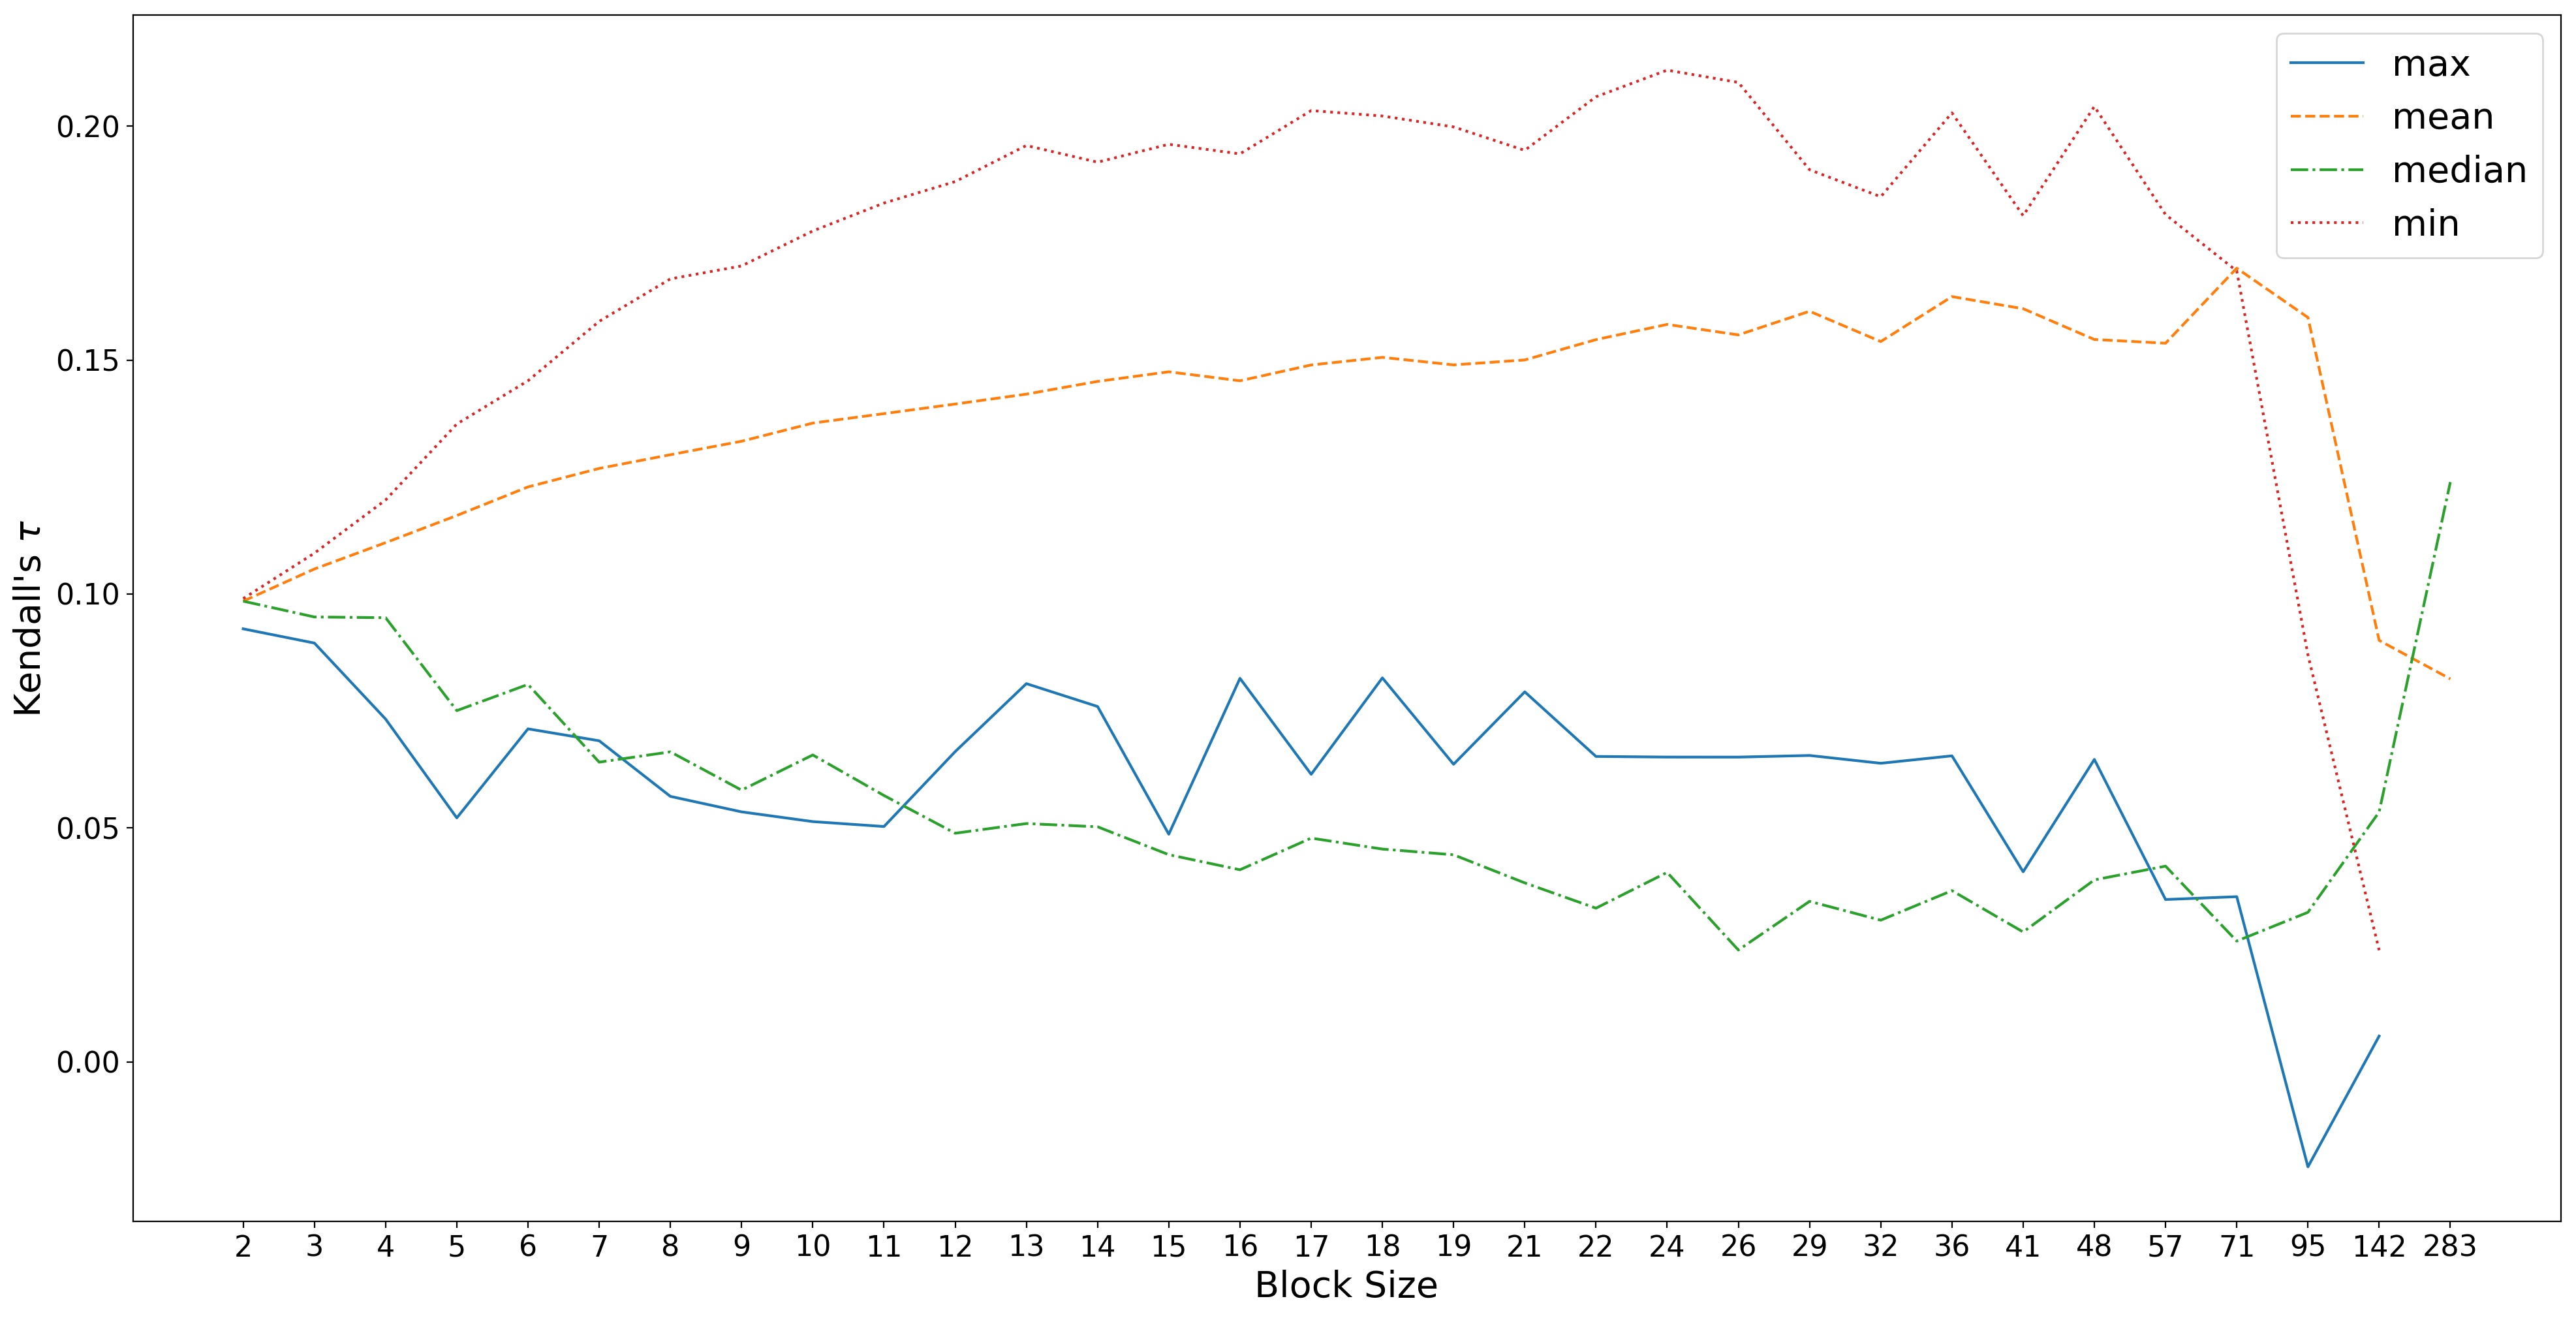 max
mean
median
min
0.20
0.15
0.10
0.05
0.00
Kendall's τ
2 3 4 5 6 7 8 9 10 11 12 13 14 15 16 17 18 19 21 22 24 26 29 32 36 41 48 57 71 95 142 283
Block Size